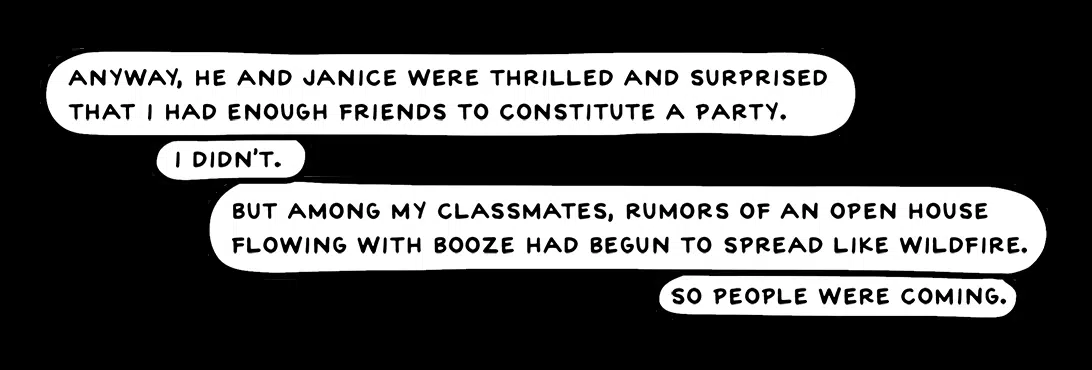 ANYWAY, HE AND JANICE WERE THRILLED AND SURPRISED
THAT I HAD ENOUGH FRIENDS TO CONSTITUTE A PARTY.
I DIDN'T.
BUT AMONG MY CLASSMATES, RUMORS OF AN OPEN HOUSE
FLOWING WITH BOOZE HAD BEGUN TO SPREAD LIKE WILDFIRE.
SO PEOPLE WERE COMING.